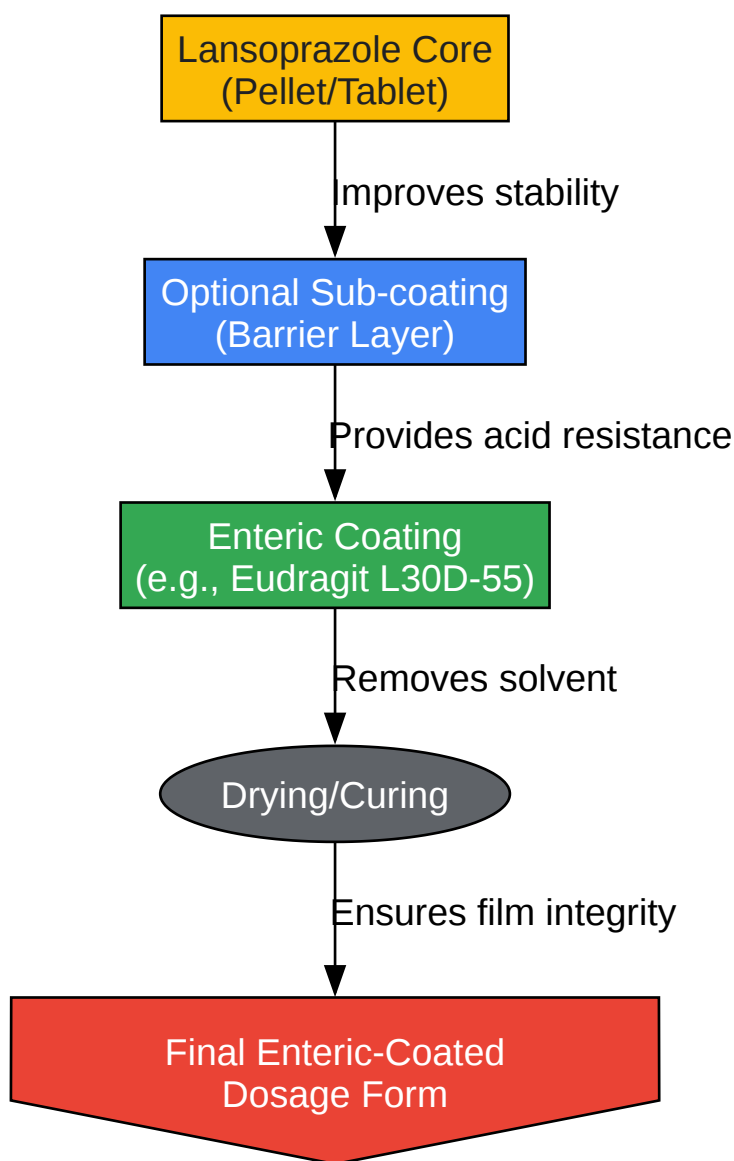 Lansoprazole Core
(Pellet/Tablet)
Improves stability
Optional Sub-coating
(Barrier Layer)
Provides acid resistance
Enteric Coating
(e.g., Eudragit L30D-55)
Removes solvent
Drying/Curing
Ensures film integrity
Final Enteric-Coated
Dosage Form